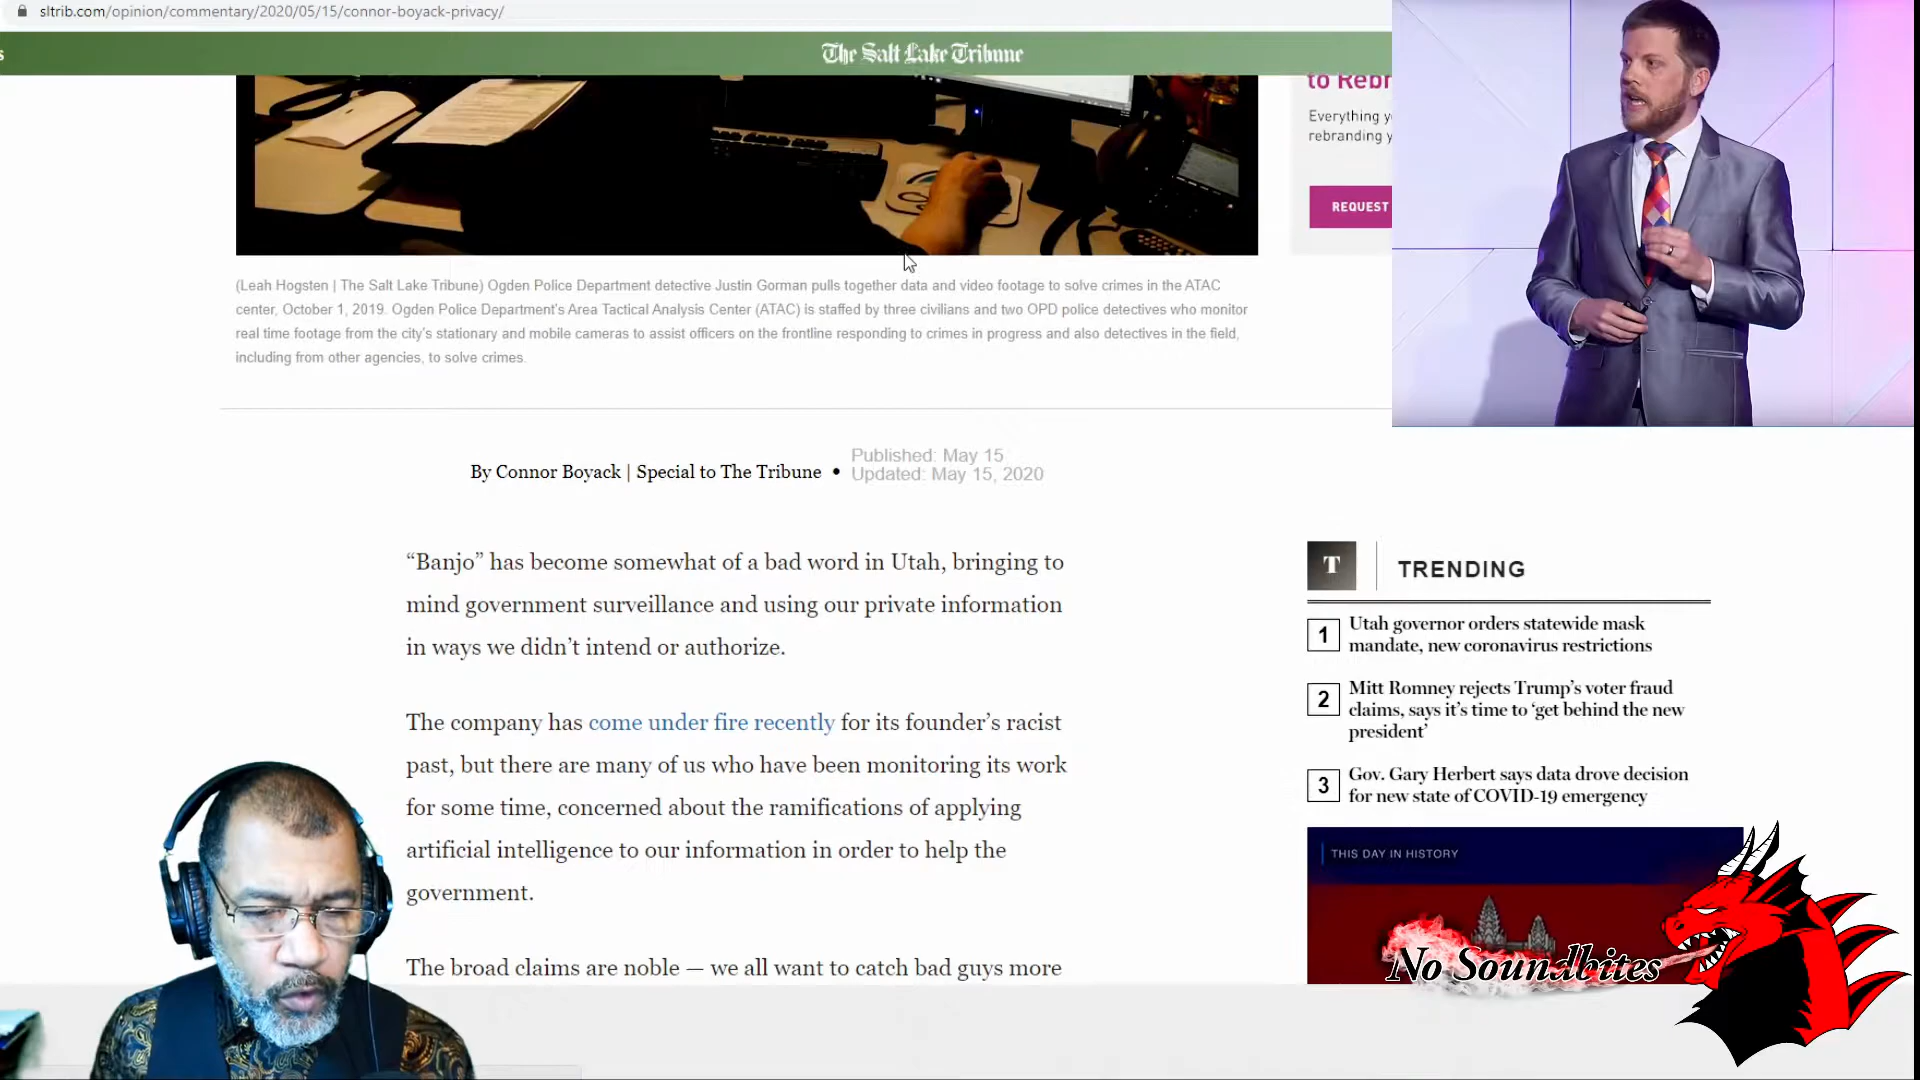 sltrib.com/opinion/commentary/2020/05/15/connor-boyack-privacy/
The Salt Lake Tribune
to Rebr
Everything y
rebranding y
REQUEST
(Leah Hogsten | The Salt Lake Tribune) Ogden Police Department detective Justin Gorman pulls together data and video footage to solve crimes in the ATAC
center, October 1, 2019. Ogden Police Department's Area Tactical Analysis Center (ATAC) is staffed by three civilians and two OPD police detectives who monitor
real time footage from the city's stationary and mobile cameras to assist officers on the frontline responding to crimes in progress and also detectives in the field,
including from other agencies, to solve crimes.
By Connor Boyack | Special to The Tribune •
Published: May 15
Updated: May 15, 2020
“Banjo” has become somewhat of a bad word in Utah, bringing to
mind government surveillance and using our private information
in ways we didn’t intend or authorize.
The company has come under fire recently for its founder’s racist
past, but there are many of us who have been monitoring its work
for some time, concerned about the ramifications of applying
artificial intelligence to our information in order to help the
government.
The broad claims are noble — we all want to catch bad guys more
T
TRENDING
1
Utah governor orders statewide mask
mandate, new coronavirus restrictions
2
Mitt Romney rejects Trump’s voter fraud
claims, says it’s time to ‘get behind the new
president’
3
Gov. Gary Herbert says data drove decision
for new state of COVID-19 emergency
THIS DAY IN HISTORY
No Soundbites